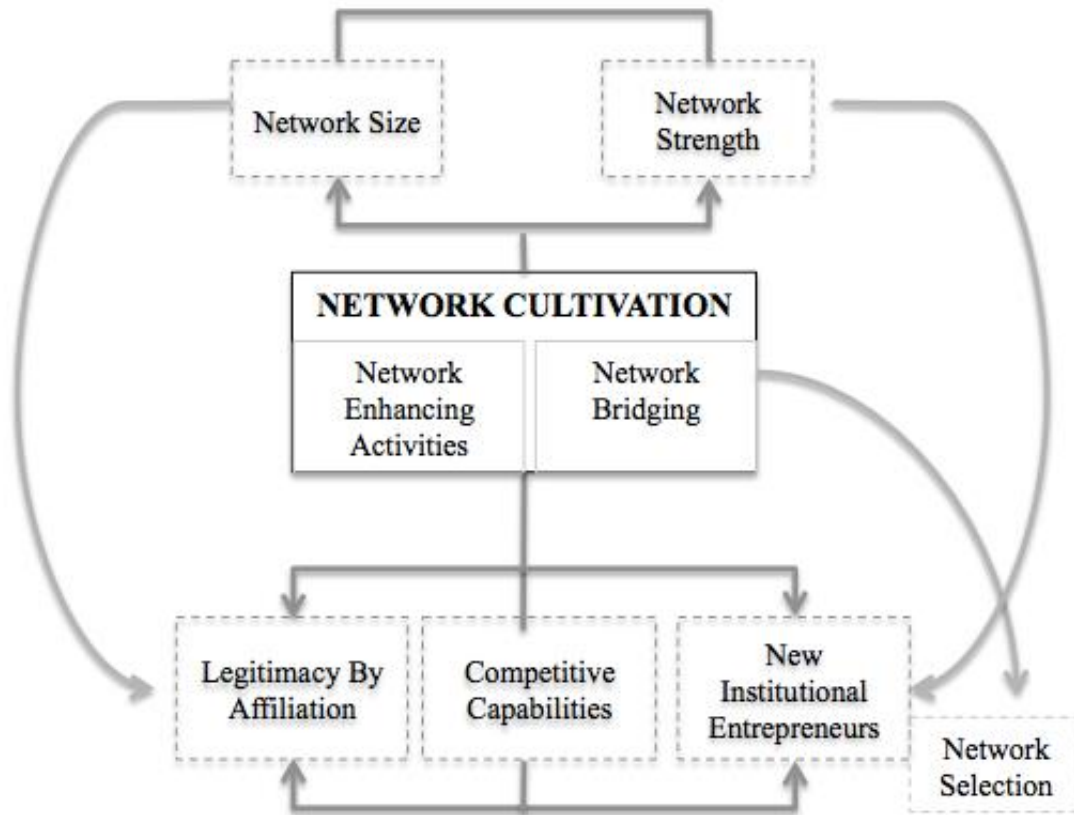 Network Size
Network
Strength
NETWORK CULTIVATION
Network
Enhancing
Activities
Network
Bridging
Legitimacy By
Affiliation
Competitive
Capabilities
New
Institutional
Entrepreneurs
Network
Selection